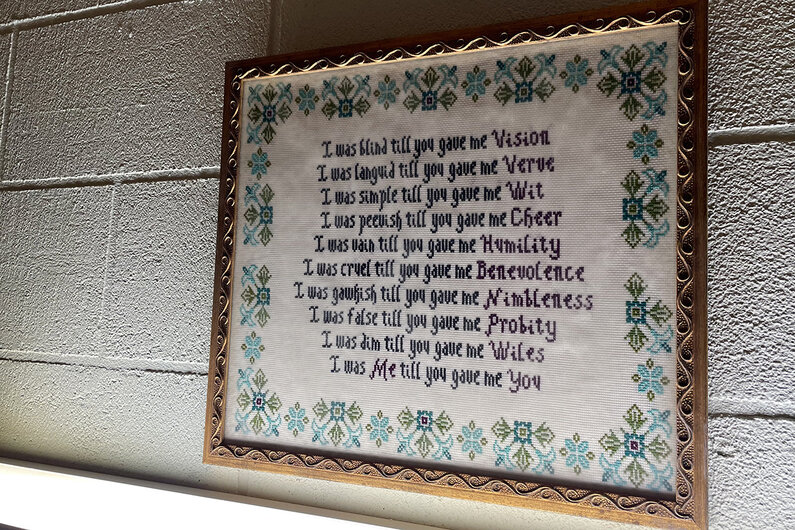 I was blind till you gave me Vision
I was languid till you gave me Verve
I was simple till you gave me Wit
I was peevish till you gave me Cheer
I was vain till you gave me Humility
I was cruel till you gave me Benevolence
I was gawkish till you gave me Nimbleness
I was false till you gave me Probity
I was dim till you gave me Wiles
I was Me till you gave me You